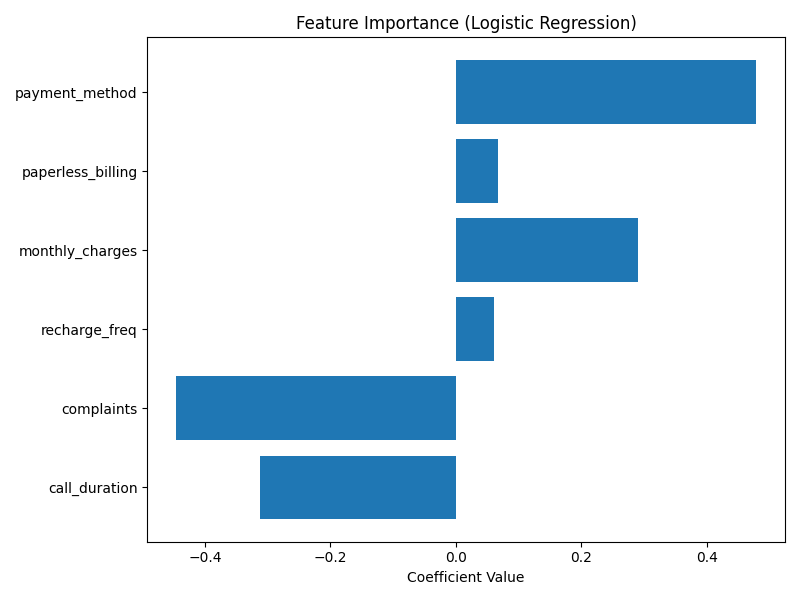 Feature Importance (Logistic Regression)
payment_method
paperless_billing
monthly_charges
recharge_freq
complaints
call_duration
−0.4 −0.2 0.0 0.2 0.4
Coefficient Value